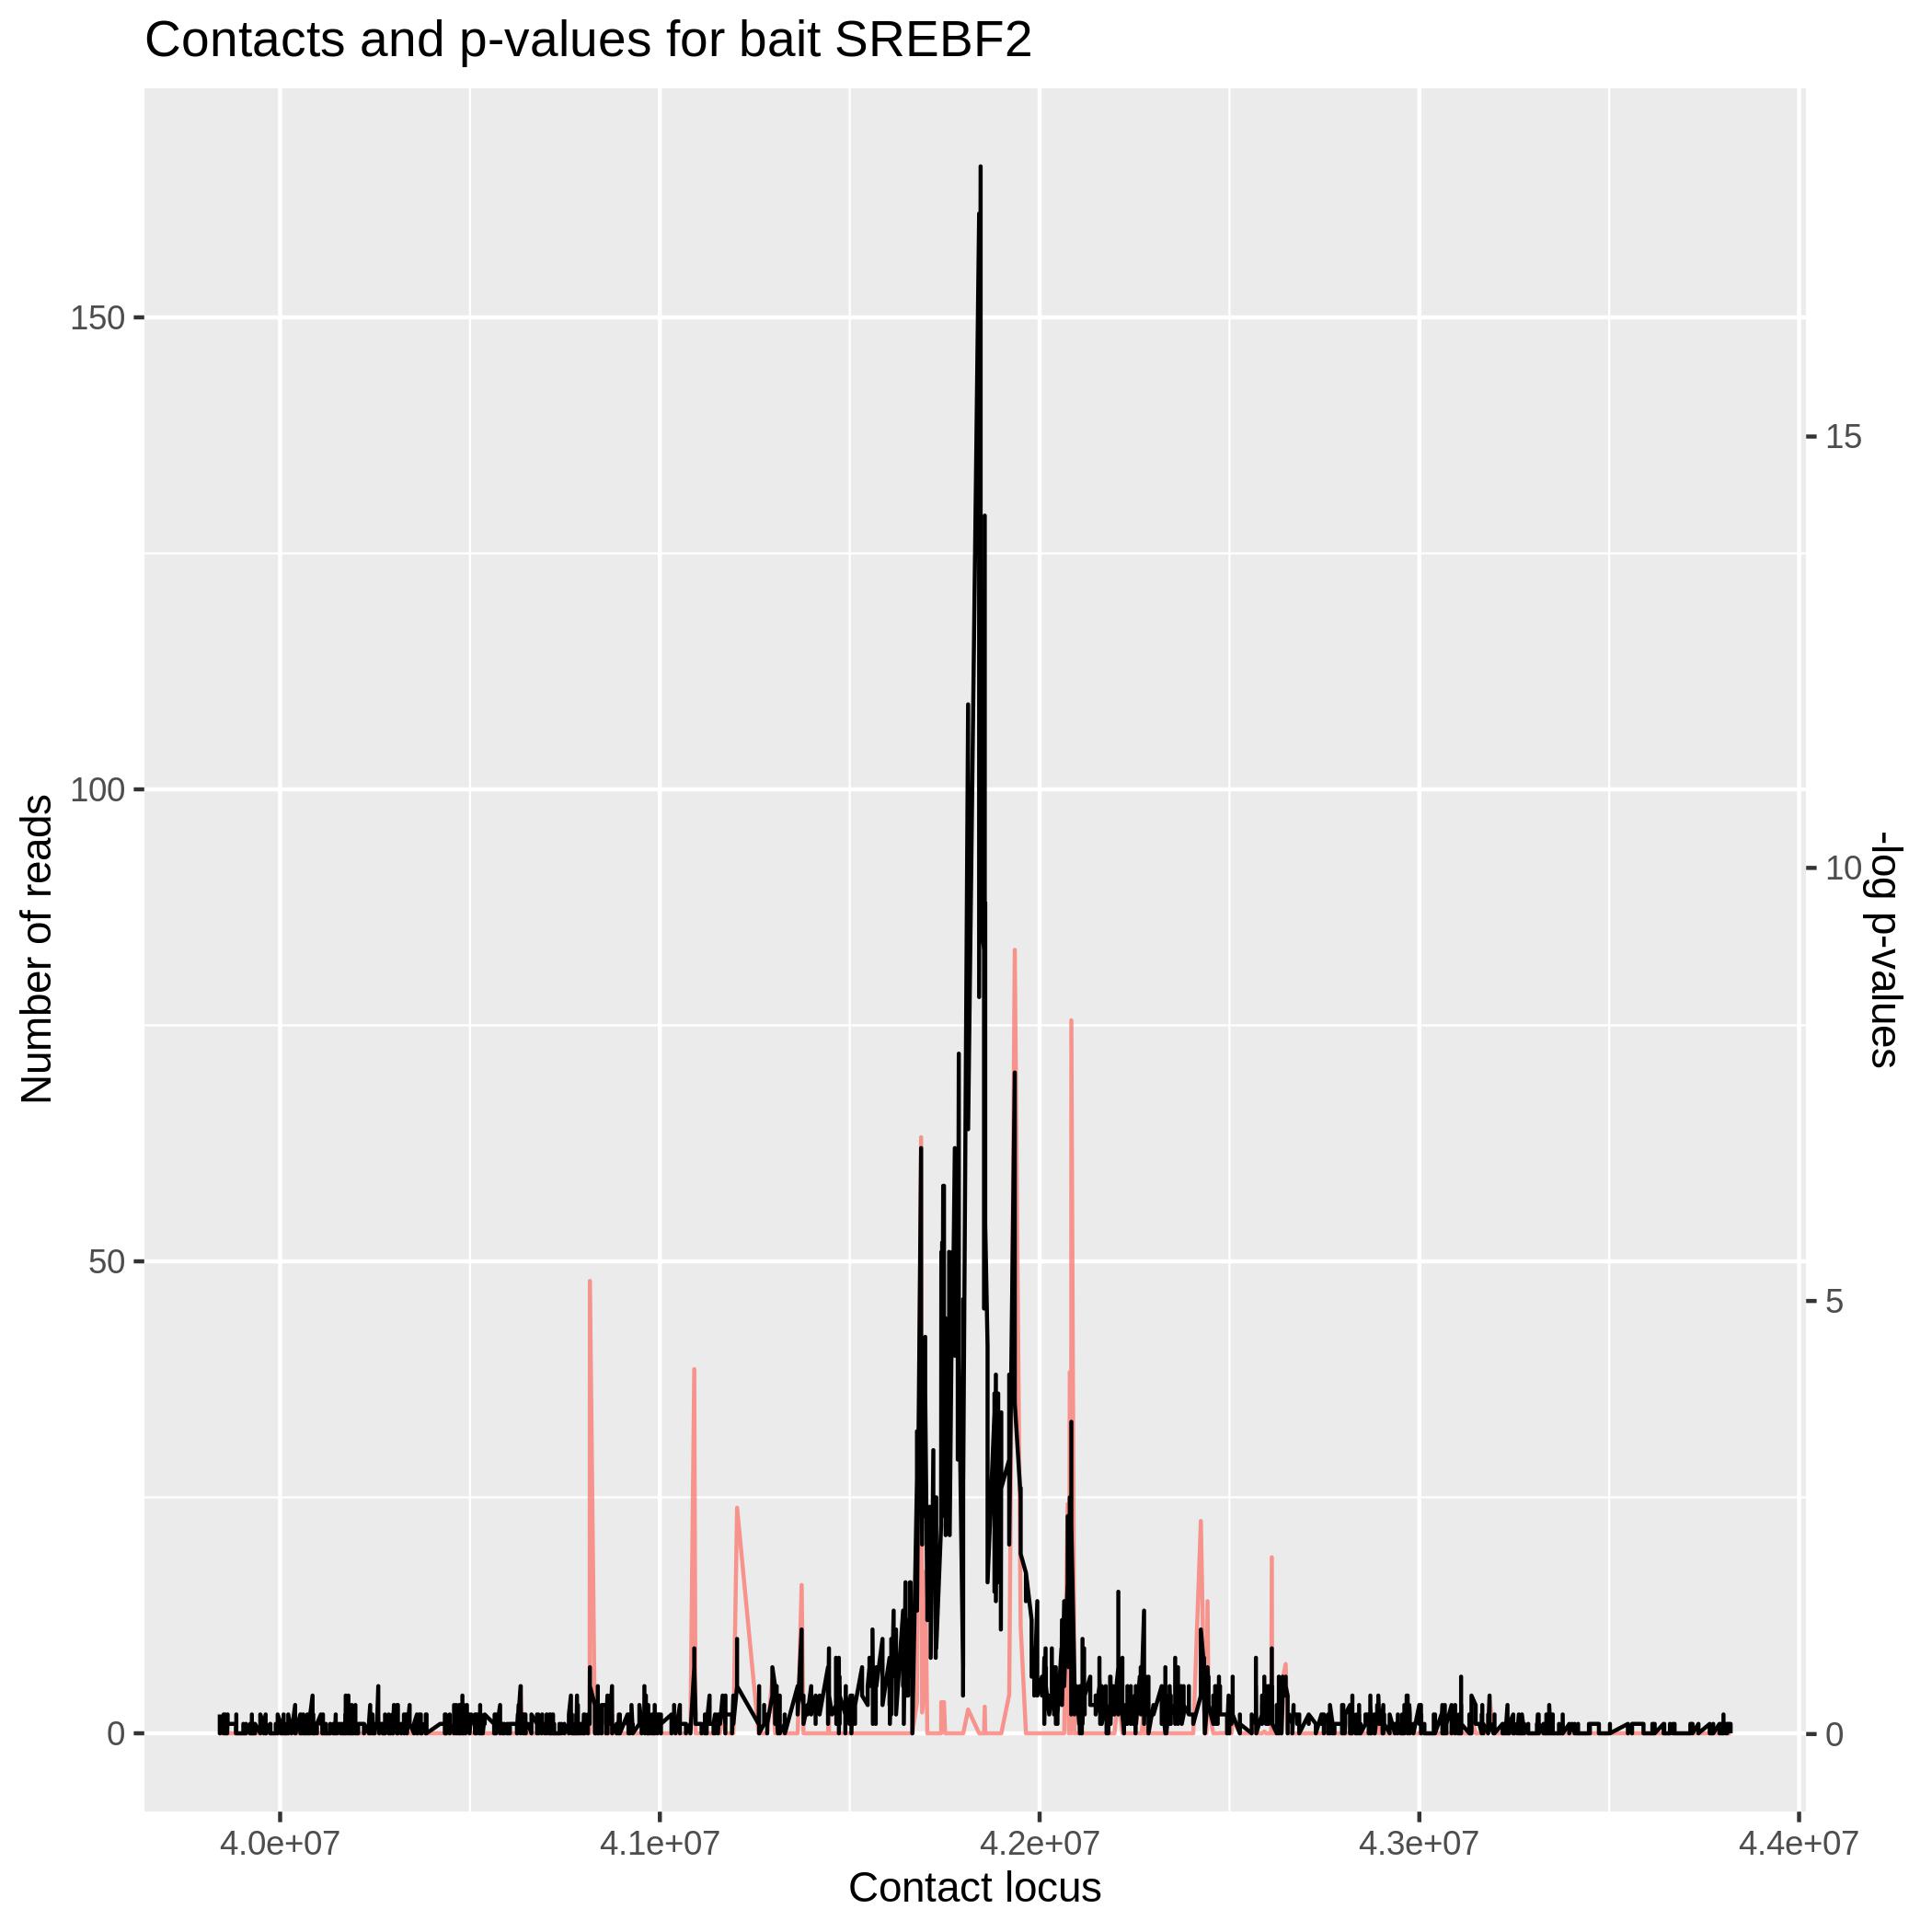 Contacts and p-values for bait SREBF2
Number of reads
150
100
50
0
15
10
5
0
-log p-values
4.0e+07 4.1e+07 4.2e+07 4.3e+07 4.4e+07
Contact locus